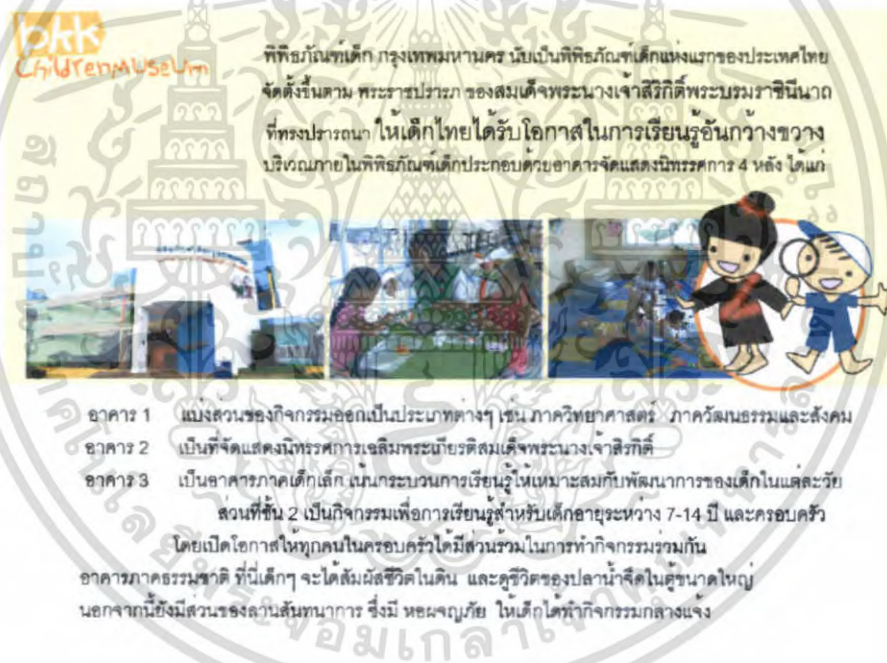 bkk
ChildrenMuseum
พิพิธภัณฑ์เด็ก กรุงเทพมหานคร นับเป็นพิพิธภัณฑ์เด็กแห่งแรกของประเทศไทย
จัดตั้งขึ้นตาม พระราชปรารภ ของสมเด็จพระนางเจ้าสิริกิติ์พระบรมราชินีนาถ
ที่ทรงปรารถนา ให้เด็กไทยได้รับโอกาสในการเรียนรู้อันกว้างขวาง
บริเวณภายในพิพิธภัณฑ์เด็กประกอบด้วยอาคารจัดแสดงนิทรรศการ 4 หลัง ได้แก่
อาคาร 1 แบ่งส่วนของกิจกรรมออกเป็นประเภทต่างๆ เช่น ภาควิทยาศาสตร์ ภาควัฒนธรรมและสังคม
อาคาร 2 เป็นที่จัดแสดงนิทรรศการเฉลิมพระเกียรติสมเด็จพระนางเจ้าสิริกิติ์
อาคาร 3 เป็นอาคารภาคเด็กเล็ก เน้นกระบวนการเรียนรู้ให้เหมาะสมกับพัฒนาการของเด็กในแต่ละวัย
ส่วนที่ชั้น 2 เป็นกิจกรรมเพื่อการเรียนรู้สำหรับเด็กอายุระหว่าง 7-14 ปี และครอบครัว
โดยเปิดโอกาสให้ทุกคนในครอบครัวได้มีส่วนร่วมในการทำกิจกรรมร่วมกัน
อาคารภาคธรรมชาติ ที่นี่เด็กๆ จะได้สัมผัสชีวิตในดิน และดูชีวิตของปลาน้ำจืดในตู้ขนาดใหญ่
นอกจากนี้ยังมีส่วนของลานสันทนาการ ซึ่งมี หอผจญภัย ให้เด็กได้ทำกิจกรรมกลางแจ้ง